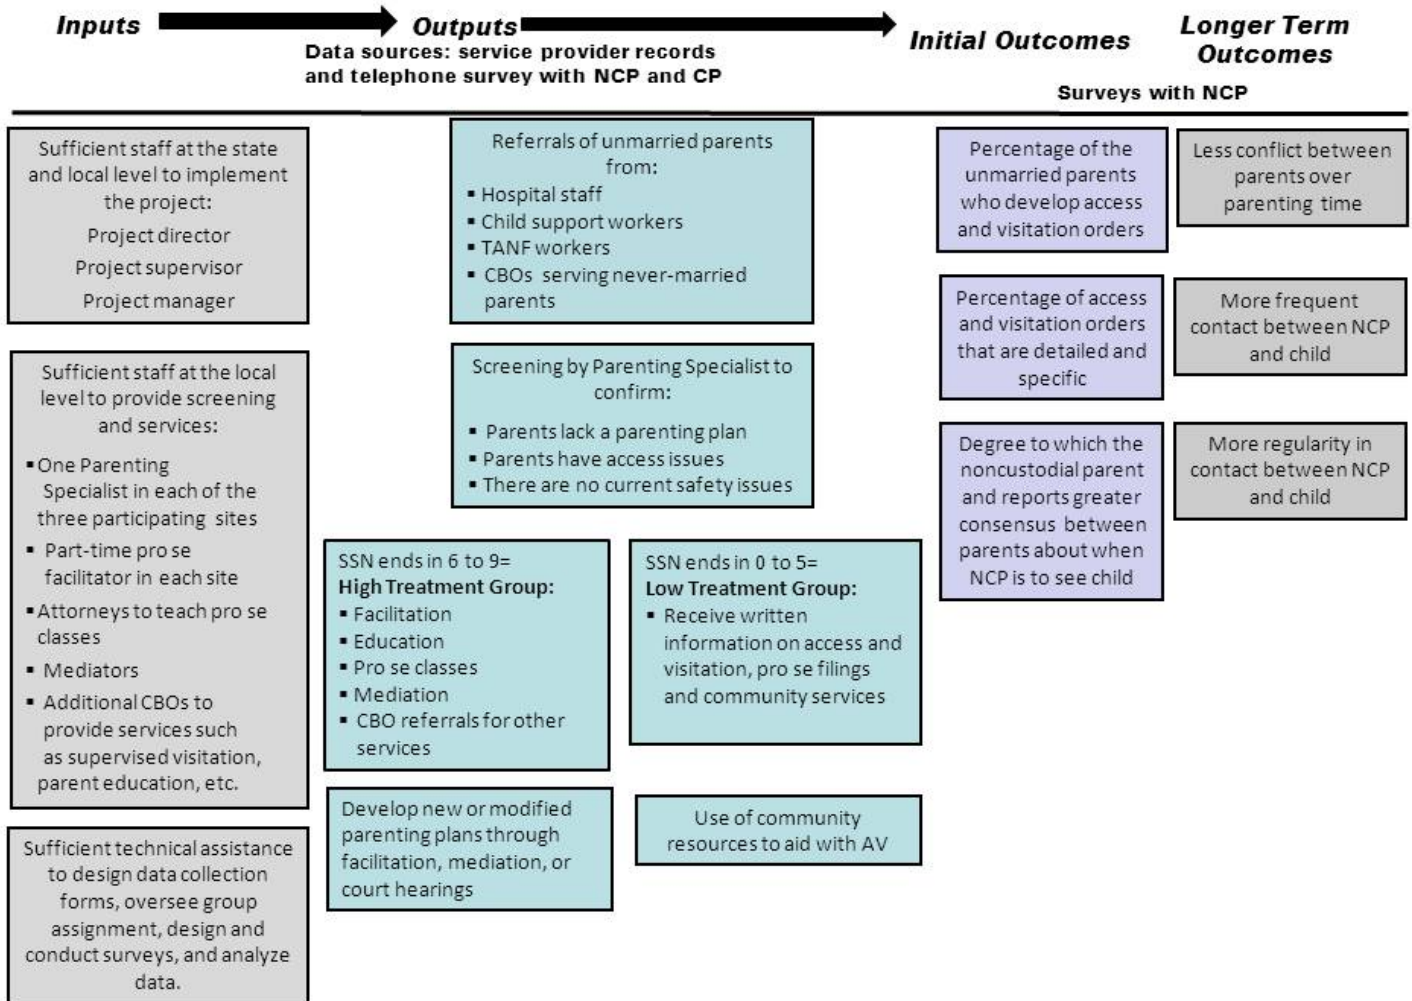 Inputs
Outputs
Data sources: service provider records
and telephone survey with NCP and CP
Initial Outcomes
Longer Term
Outcomes
Surveys with NCP
Sufficient staff at the state
and local level to implement
the project:
Project director
Project supervisor
Project manager
Sufficient staff at the local
level to provide screening
and services:
▪One Parenting
Specialist in each of the
three participating sites
▪ Part-time pro se
facilitator in each site
▪Attorneys to teach pro se
classes
▪ Mediators
▪ Additional CBOs to
provide services such
as supervised visitation,
parent education, etc.
Sufficient technical assistance
to design data collection
forms, oversee group
assignment, design and
conduct surveys, and analyze
data.
Referrals of unmarried parents
from:
▪ Hospital staff
▪ Child support workers
▪ TANF workers
▪ CBOs serving never-married
parents
Screening by Parenting Specialist to
confirm:
▪ Parents lack a parenting plan
▪ Parents have access issues
▪ There are no current safety issues
SSN ends in 6 to 9=
High Treatment Group:
▪ Facilitation
▪ Education
▪ Pro se classes
▪ Mediation
▪ CBO referrals for other
services
SSN ends in 0 to 5=
Low Treatment Group:
▪ Receive written
information on access and
visitation, pro se filings
and community services
Develop new or modified
parenting plans through
facilitation, mediation, or
court hearings
Use of community
resources to aid with AV
Percentage of the
unmarried parents
who develop access
and visitation orders
Percentage of access
and visitation orders
that are detailed and
specific
Degree to which the
noncustodial parent
and reports greater
consensus between
parents about when
NCP is to see child
Less conflict between
parents over
parenting time
More frequent
contact between NCP
and child
More regularity in
contact between NCP
and child